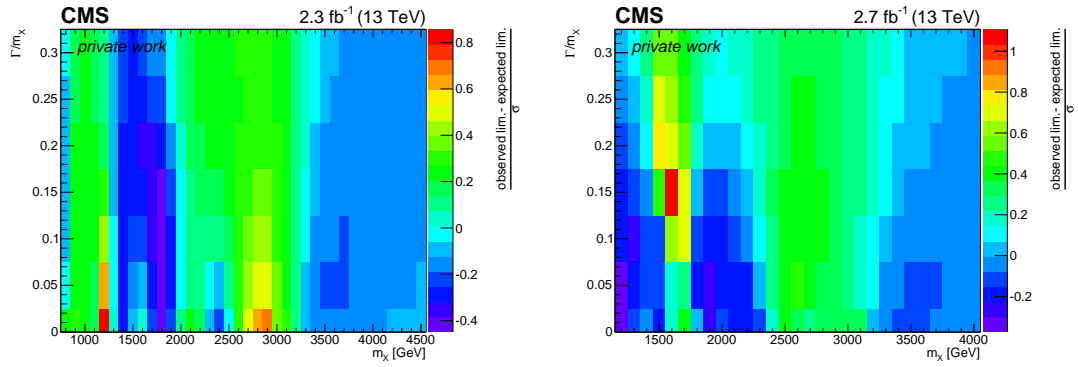 CMS 2.3 fb-1 (13 TeV)
private work
Γ/mX
0.3
0.25
0.2
0.15
0.1
0.05
0
1000 1500 2000 2500 3000 3500 4000 4500
mX [GeV]
0.8
0.6
0.4
0.2
0
-0.2
-0.4
observed lim.- expected lim.
σ
CMS 2.7 fb-1 (13 TeV)
private work
Γ/mX
0.3
0.25
0.2
0.15
0.1
0.05
0
1500 2000 2500 3000 3500 4000
mX [GeV]
1
0.8
0.6
0.4
0.2
0
-0.2
observed lim.- expected lim.
σ